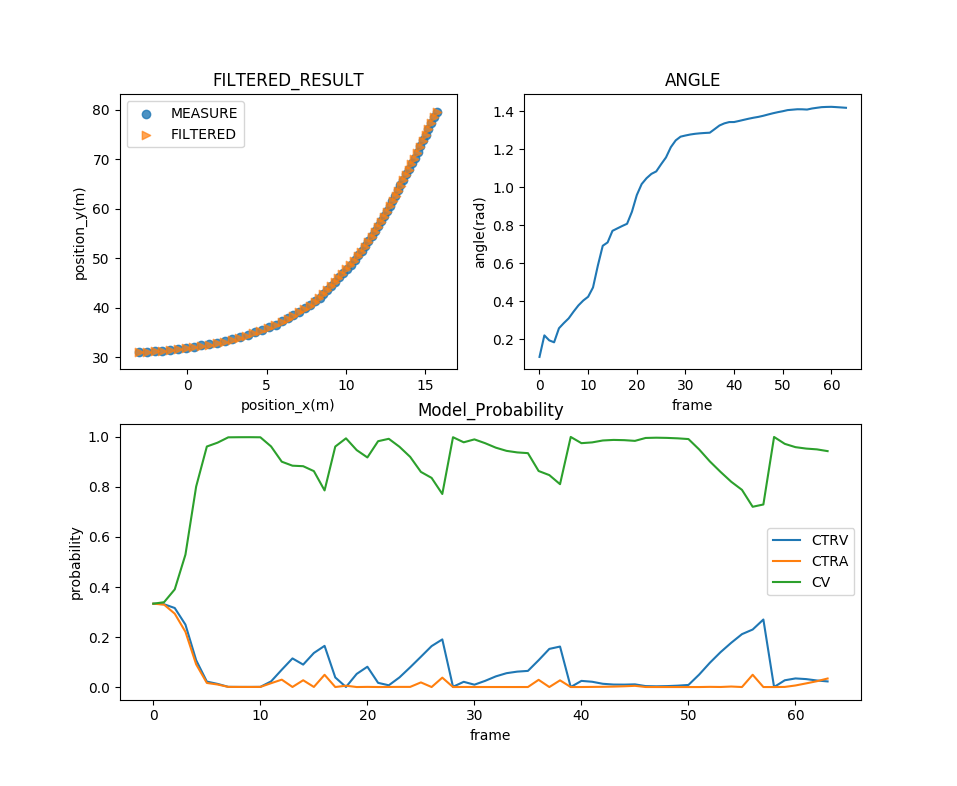 FILTERED_RESULT
MEASURE
FILTERED
80
70
60
50
40
30
position_y(m)
0 5 10 15
position_x(m)
ANGLE
1.4
1.2
1.0
0.8
0.6
0.4
0.2
angle(rad)
0 10 20 30 40 50 60
frame
Model_Probability
1.0
0.8
0.6
0.4
0.2
0.0
probability
CTRV
CTRA
CV
0 10 20 30 40 50 60
frame